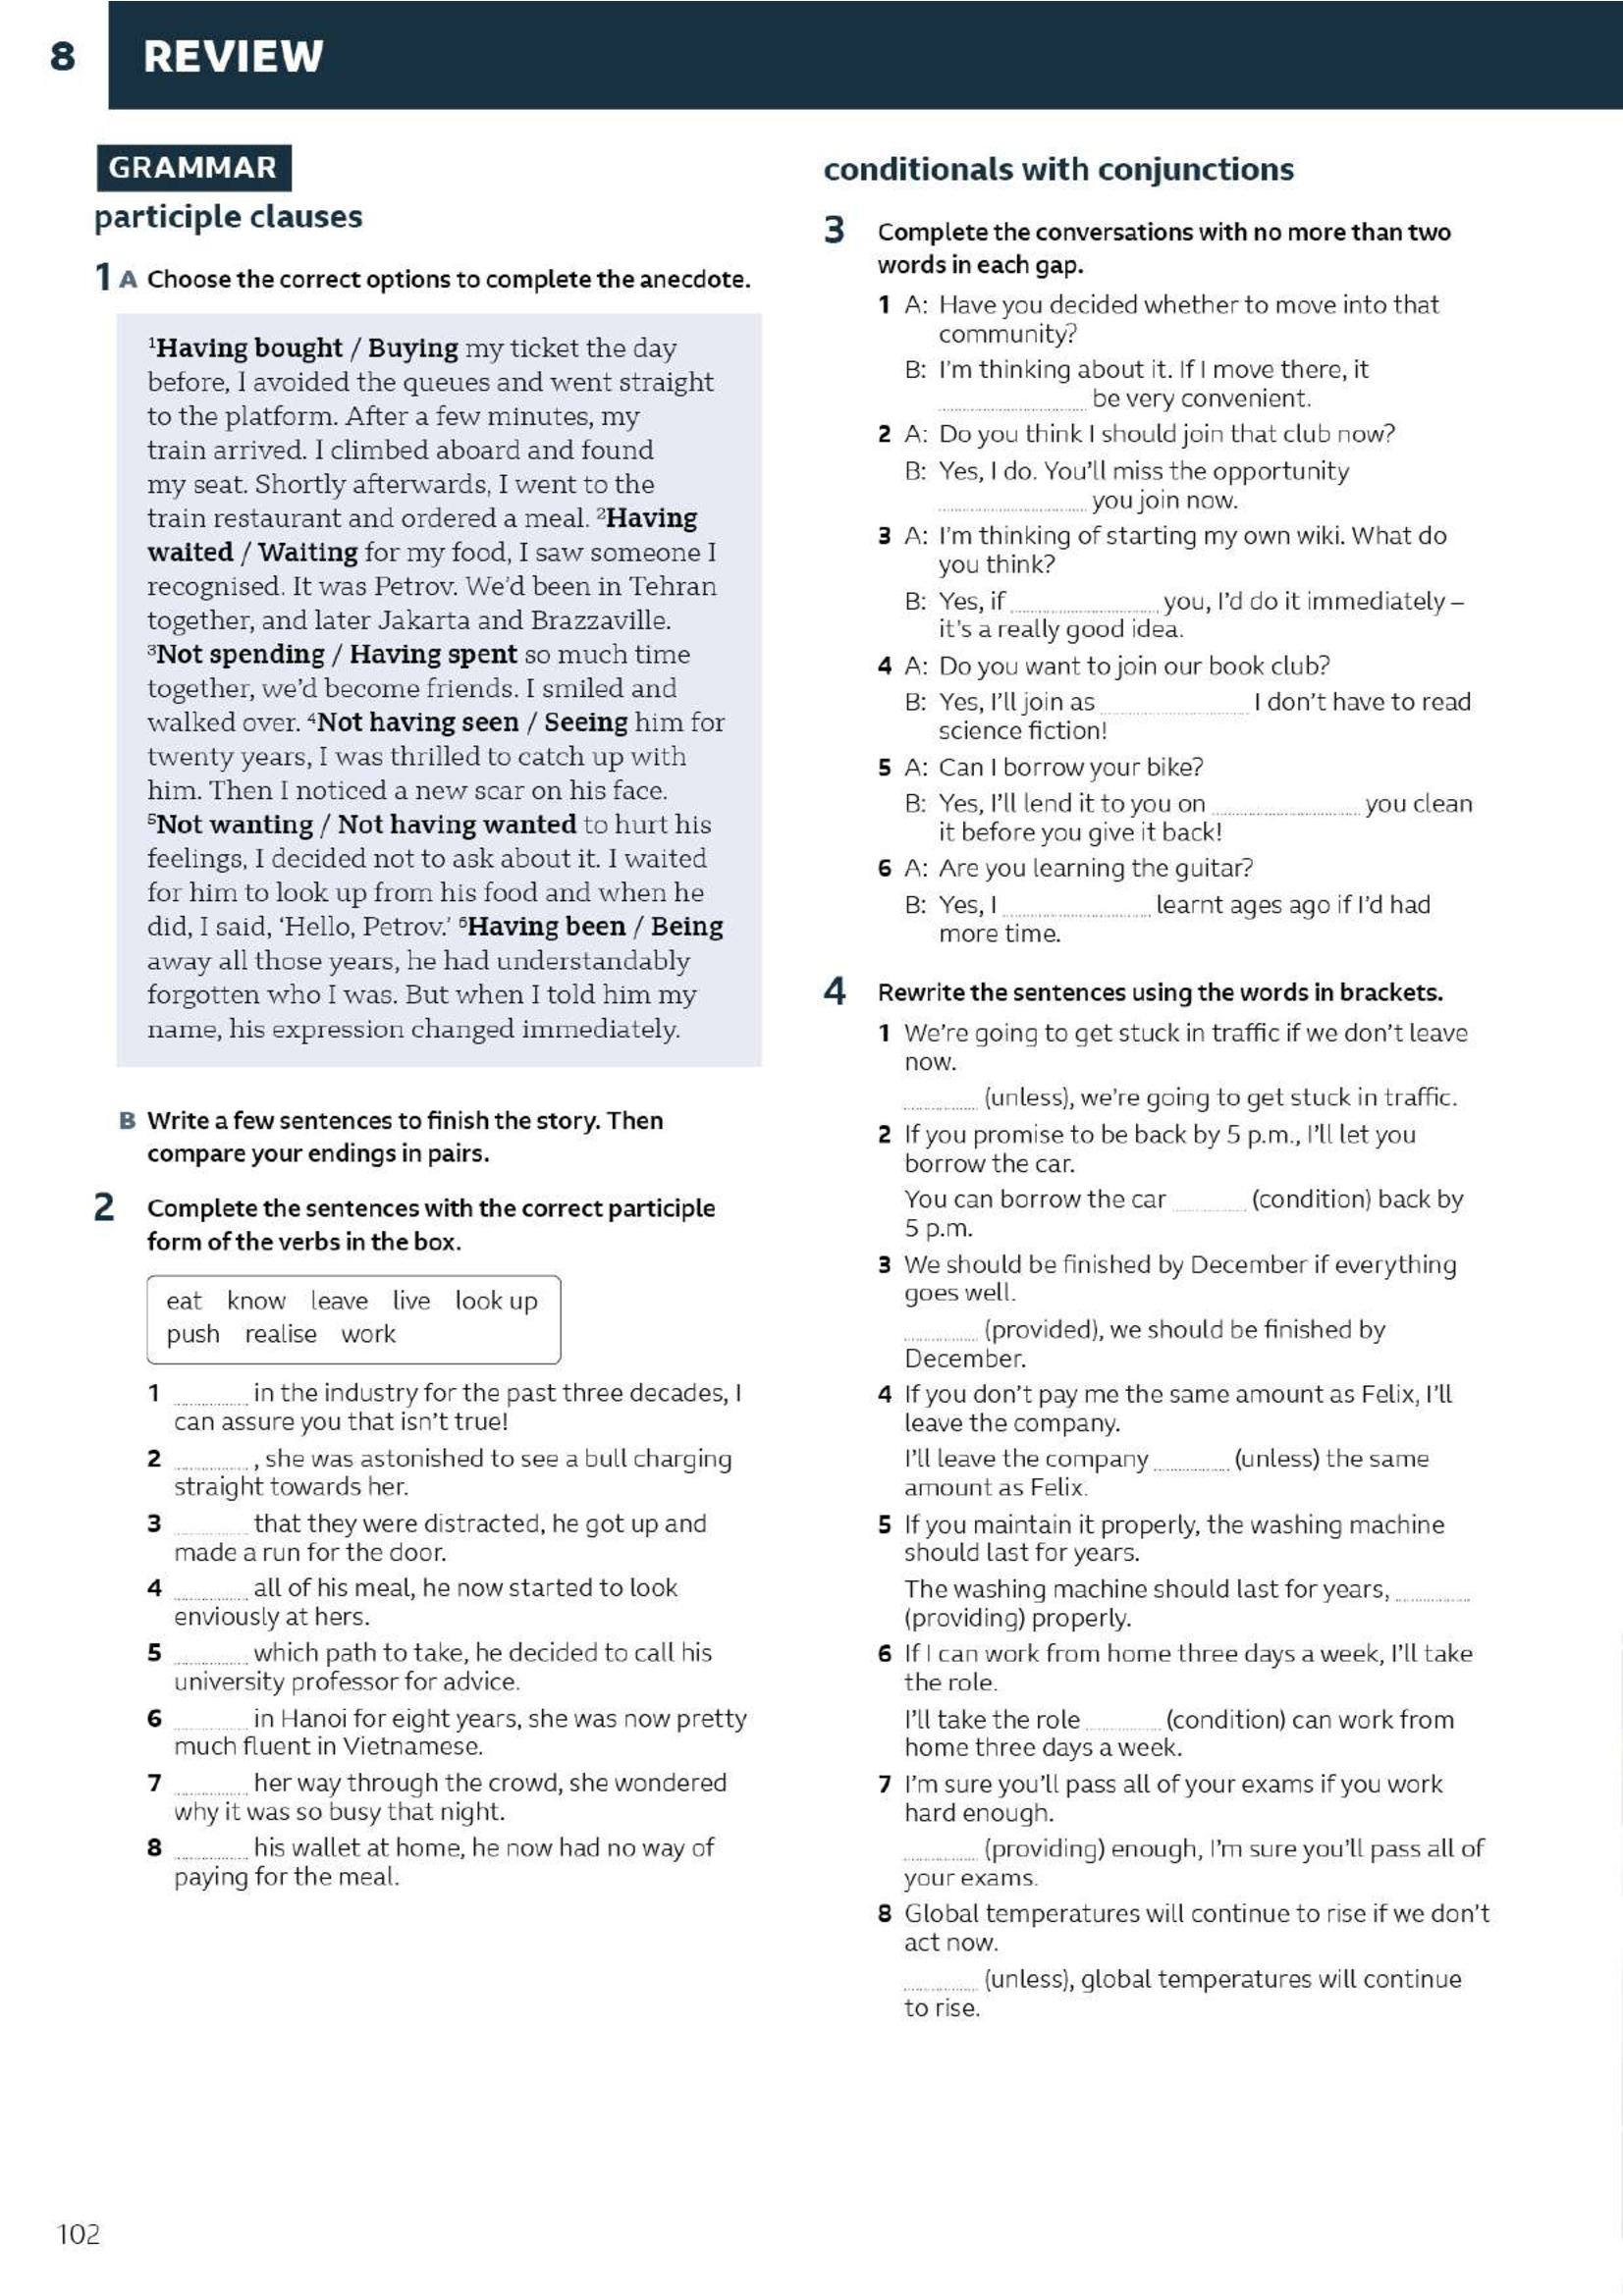 8
REVIEW
GRAMMAR
participle clauses
1 A Choose the correct options to complete the anecdote.
¹Having bought / Buying my ticket the day
before, I avoided the queues and went straight
to the platform. After a few minutes, my
train arrived. I climbed aboard and found
my seat. Shortly afterwards, I went to the
train restaurant and ordered a meal. ²Having
waited / Waiting for my food, I saw someone I
recognised. It was Petrov. We'd been in Tehran
together, and later Jakarta and Brazzaville.
³Not spending / Having spent so much time
together, we'd become friends. I smiled and
walked over. ⁴Not having seen / Seeing him for
twenty years, I was thrilled to catch up with
him. Then I noticed a new scar on his face.
⁵Not wanting / Not having wanted to hurt his
feelings, I decided not to ask about it. I waited
for him to look up from his food and when he
did, I said, ‘Hello, Petrov.’ ⁶Having been / Being
away all those years, he had understandably
forgotten who I was. But when I told him my
name, his expression changed immediately.
B Write a few sentences to finish the story. Then
compare your endings in pairs.
2 Complete the sentences with the correct participle
form of the verbs in the box.
eat know leave live look up
push realise work
1 ............ in the industry for the past three decades, I
can assure you that isn't true!
2 ............ , she was astonished to see a bull charging
straight towards her.
3 ............ that they were distracted, he got up and
made a run for the door.
4 ............ all of his meal, he now started to look
enviously at hers.
5 ............ which path to take, he decided to call his
university professor for advice.
6 ............ in Hanoi for eight years, she was now pretty
much fluent in Vietnamese.
7 ............ her way through the crowd, she wondered
why it was so busy that night.
8 ............ his wallet at home, he now had no way of
paying for the meal.
conditionals with conjunctions
3 Complete the conversations with no more than two
words in each gap.
1 A: Have you decided whether to move into that
community?
B: I'm thinking about it. If I move there, it
........................ be very convenient.
2 A: Do you think I should join that club now?
B: Yes, I do. You'll miss the opportunity
........................ you join now.
3 A: I'm thinking of starting my own wiki. What do
you think?
B: Yes, if ........................ you, I'd do it immediately –
it's a really good idea.
4 A: Do you want to join our book club?
B: Yes, I'll join as ........................ I don't have to read
science fiction!
5 A: Can I borrow your bike?
B: Yes, I'll lend it to you on ........................ you clean
it before you give it back!
6 A: Are you learning the guitar?
B: Yes, I ........................ learnt ages ago if I'd had
more time.
4 Rewrite the sentences using the words in brackets.
1 We're going to get stuck in traffic if we don't leave
now.
............ (unless), we're going to get stuck in traffic.
2 If you promise to be back by 5 p.m., I'll let you
borrow the car.
You can borrow the car ............ (condition) back by
5 p.m.
3 We should be finished by December if everything
goes well.
............ (provided), we should be finished by
December.
4 If you don't pay me the same amount as Felix, I'll
leave the company.
I'll leave the company ............ (unless) the same
amount as Felix.
5 If you maintain it properly, the washing machine
should last for years.
The washing machine should last for years, ............
(providing) properly.
6 If I can work from home three days a week, I'll take
the role.
I'll take the role ............ (condition) can work from
home three days a week.
7 I'm sure you'll pass all of your exams if you work
hard enough.
............ (providing) enough, I'm sure you'll pass all of
your exams.
8 Global temperatures will continue to rise if we don't
act now.
............ (unless), global temperatures will continue
to rise.
102